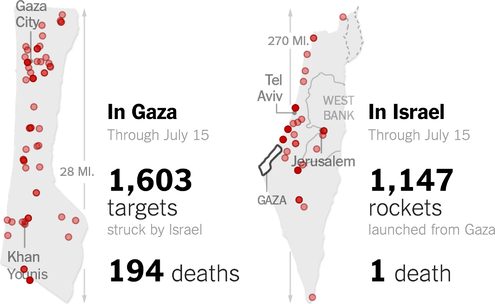 Gaza
City
28 MI.
Khan
Younis
In Gaza
Through July 15
1,603
targets
struck by Israel
194 deaths
270 MI.
Tel
Aviv
WEST
BANK
Jerusalem
GAZA
In Israel
Through July 15
1,147
rockets
launched from Gaza
1 death